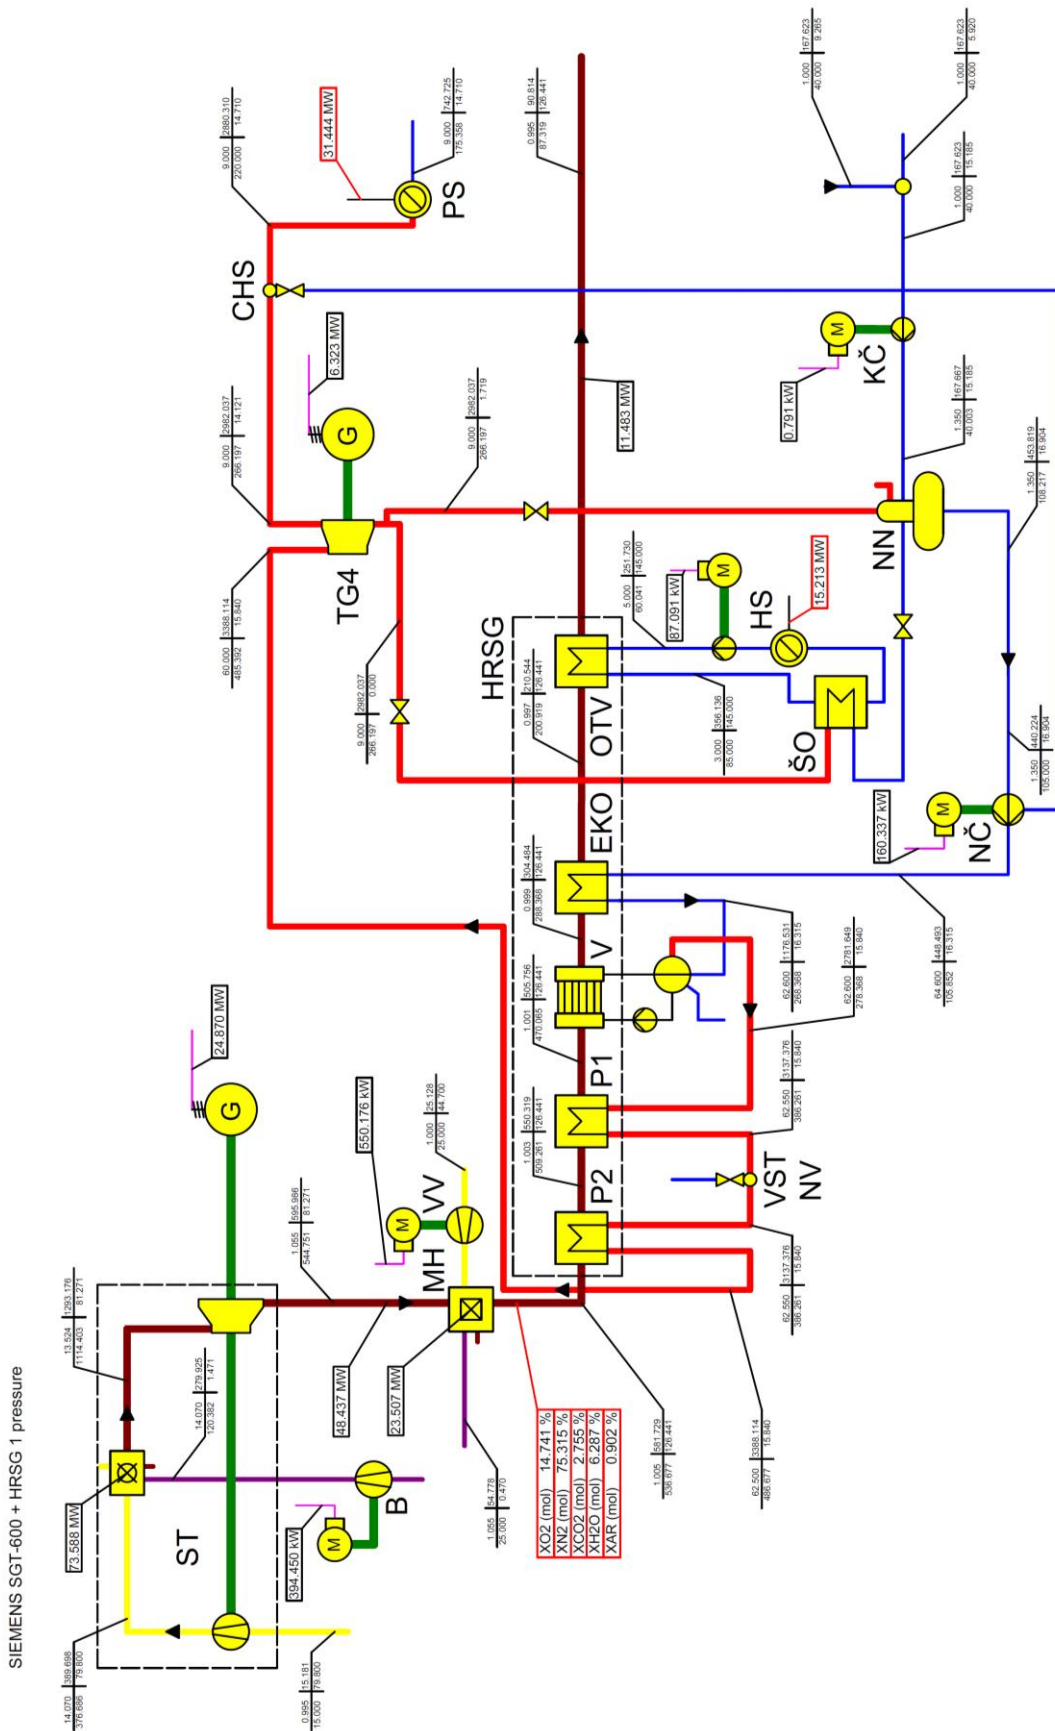 SIEMENS SGT-600 + HRSG 1 pressure
14.070 389.698
376.686 79.800
73.588 MW
13.524 1293.176
1114.403 81.271
ST
14.070 279.925
120.382 1.471
24.870 MW
G
0.995 15.181
15.000 79.800
394.450 kW
M
B
1.055 595.986
544.751 81.271
48.437 MW
23.507 MW
550.176 kW
M
VV
MH
1.000 25.128
25.000 44.700
1.055 54.778
25.000 0.470
XO2 (mol) 14.741 %
XN2 (mol) 75.315 %
XCO2 (mol) 2.755 %
XH2O (mol) 6.287 %
XAR (mol) 0.902 %
1.005 581.729
536.677 126.441
HRSG
1.003 550.319
509.261 126.441
1.001 505.756
470.065 126.441
0.999 304.484
288.368 126.441
0.997 210.544
200.919 126.441
P2
P1
V
EKO
OTV
11.483 MW
0.995 90.814
87.319 126.441
62.500 3388.114
486.677 15.840
62.550 3137.376
386.261 15.840
VST
NV
62.550 3137.376
386.261 15.840
62.600 2781.649
278.368 15.840
62.600 1176.531
268.368 16.315
64.600 448.493
105.852 16.315
60.000 3388.114
485.392 15.840
TG4
G
6.323 MW
9.000 2982.037
266.197 14.121
CHS
9.000 2880.310
220.000 14.710
31.444 MW
PS
9.000 742.725
175.358 14.710
9.000 2982.037
266.197 0.000
9.000 2982.037
266.197 1.719
5.000 251.730
60.041 145.000
3.000 356.136
85.000 145.000
87.091 kW
M
HS
15.213 MW
ŠO
NN
160.337 kW
M
NČ
1.350 440.224
105.000 16.904
1.350 453.819
108.217 16.904
0.791 kW
M
KČ
1.350 167.667
40.003 15.185
1.000 167.623
40.000 15.185
1.000 167.623
40.000 9.265
1.000 167.623
40.000 5.920